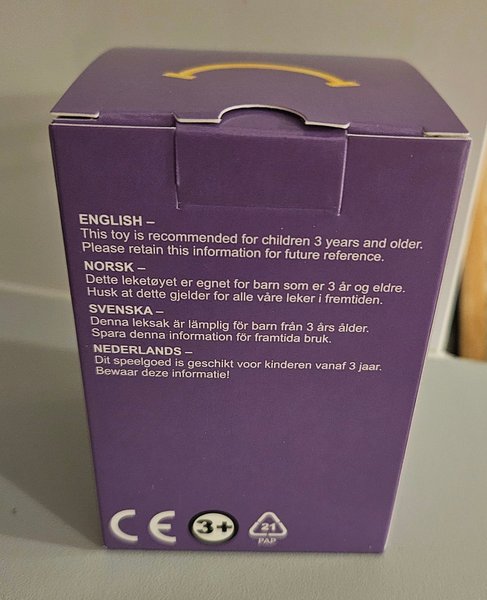 ENGLISH –
This toy is recommended for children 3 years and older.
Please retain this information for future reference.
NORSK –
Dette leketøyet er egnet for barn som er 3 år og eldre.
Husk at dette gjelder for alle våre leker i fremtiden.
SVENSKA –
Denna leksak är lämplig för barn från 3 års ålder.
Spara denna information för framtida bruk.
NEDERLANDS –
Dit speelgoed is geschikt voor kinderen vanaf 3 jaar.
Bewaar deze informatie!
CE 3+ 21
PAP